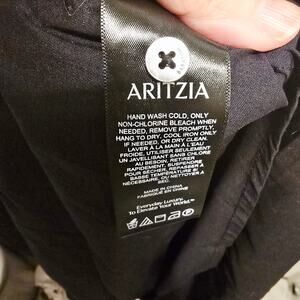 ARITZIA
HAND WASH COLD, ONLY
NON-CHLORINE BLEACH WHEN
NEEDED, REMOVE PROMPTLY,
HANG TO DRY, COOL IRON ONLY
IF NEEDED, OR DRY CLEAN.
LAVER À LA MAIN À L'EAU
FROIDE, UTILISER SEULEMENT
UN JAVELLISANT SANS CHLORE
AU BESOIN, RETIRER
RAPIDEMENT, SUSPENDRE
POUR SÉCHER, REPASSER À
BASSE TEMPÉRATURE SI
NÉCESSAIRE, OU NETTOYER À
SEC.
MADE IN CHINA
FABRIQUÉ EN CHINE
Everyday Luxury.
To Elevate Your World.™